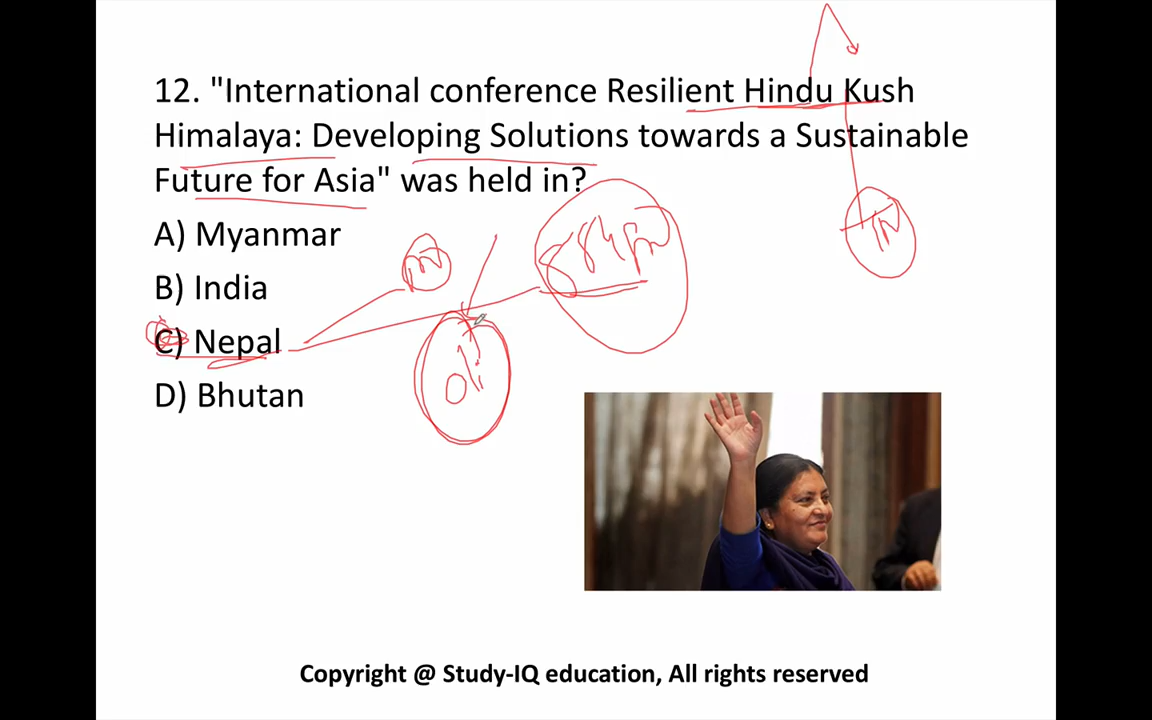 12. "International conference Resilient Hindu Kush
Himalaya: Developing Solutions towards a Sustainable
Future for Asia" was held in?
A) Myanmar
B) India
C) Nepal
D) Bhutan
Copyright @ Study-IQ education, All rights reserved